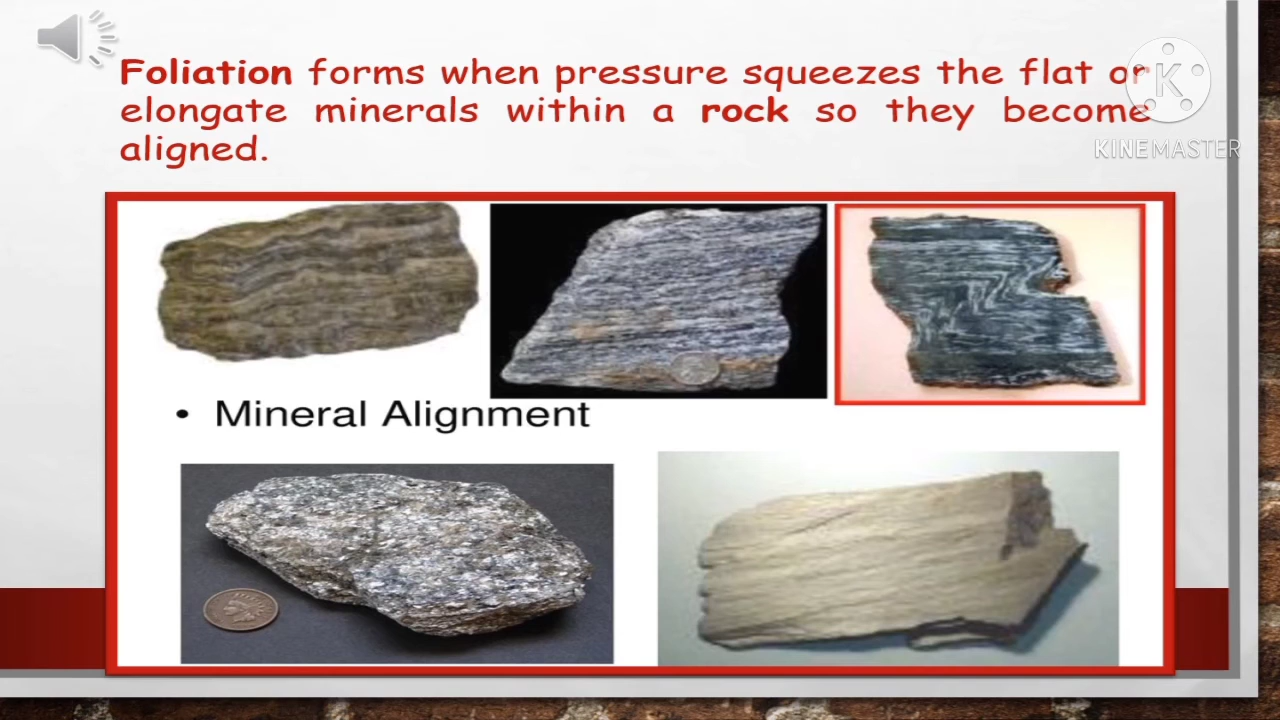 Foliation forms when pressure squeezes the flat or
elongate minerals within a rock so they become
aligned.
K
KINEMASTER
• Mineral Alignment